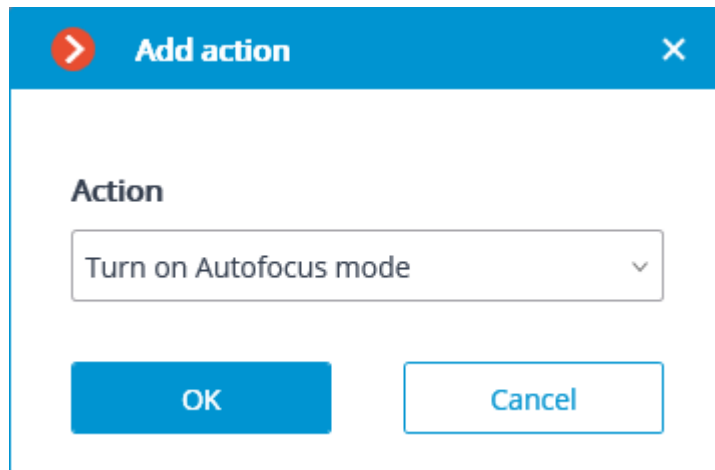 Add action
Action
Turn on Autofocus mode
OK
Cancel